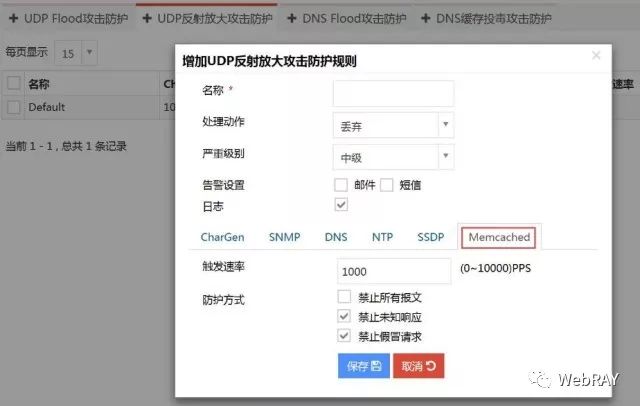 UDP Flood攻击防护 UDP反射放大攻击防护 DNS Flood攻击防护 DNS缓存投毒攻击防护
每页显示 15
名称 速率
Default 10
当前 1 - 1 , 总共 1 条记录
增加UDP反射放大攻击防护规则
名称 *
处理动作 丢弃
严重级别 中级
告警设置 邮件 短信
日志
CharGen SNMP DNS NTP SSDP Memcached
触发速率 1000 (0~10000)PPS
防护方式 禁止所有报文
禁止未知响应
禁止假冒请求
保存 取消
WebRAY